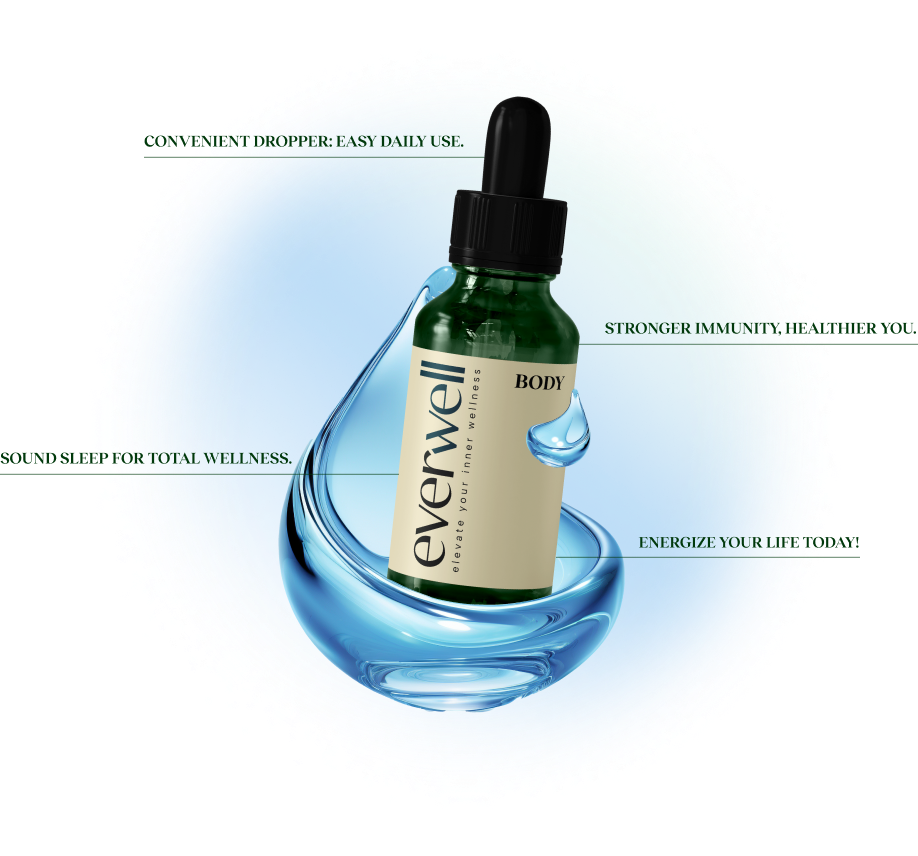 CONVENIENT DROPPER: EASY DAILY USE.
STRONGER IMMUNITY, HEALTHIER YOU.
BODY
everwell
elevate your inner wellness
SOUND SLEEP FOR TOTAL WELLNESS.
ENERGIZE YOUR LIFE TODAY!